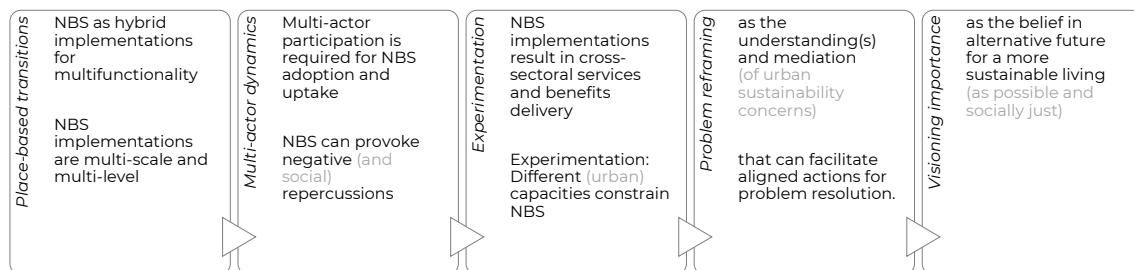 Place-based transitions
NBS as hybrid
implementations
for
multifunctionality
NBS
implementations
are multi-scale and
multi-level
Multi-actor dynamics
Multi-actor
participation is
required for NBS
adoption and
uptake
NBS can provoke
negative (and
social)
repercussions
Experimentation
NBS
implementations
result in cross-
sectoral services
and benefits
delivery
Experimentation:
Different (urban)
capacities constrain
NBS
Problem reframing
as the
understanding(s)
and mediation
(of urban
sustainability
concerns)
that can facilitate
aligned actions for
problem resolution.
Visioning importance
as the belief in
alternative future
for a more
sustainable living
(as possible and
socially just)